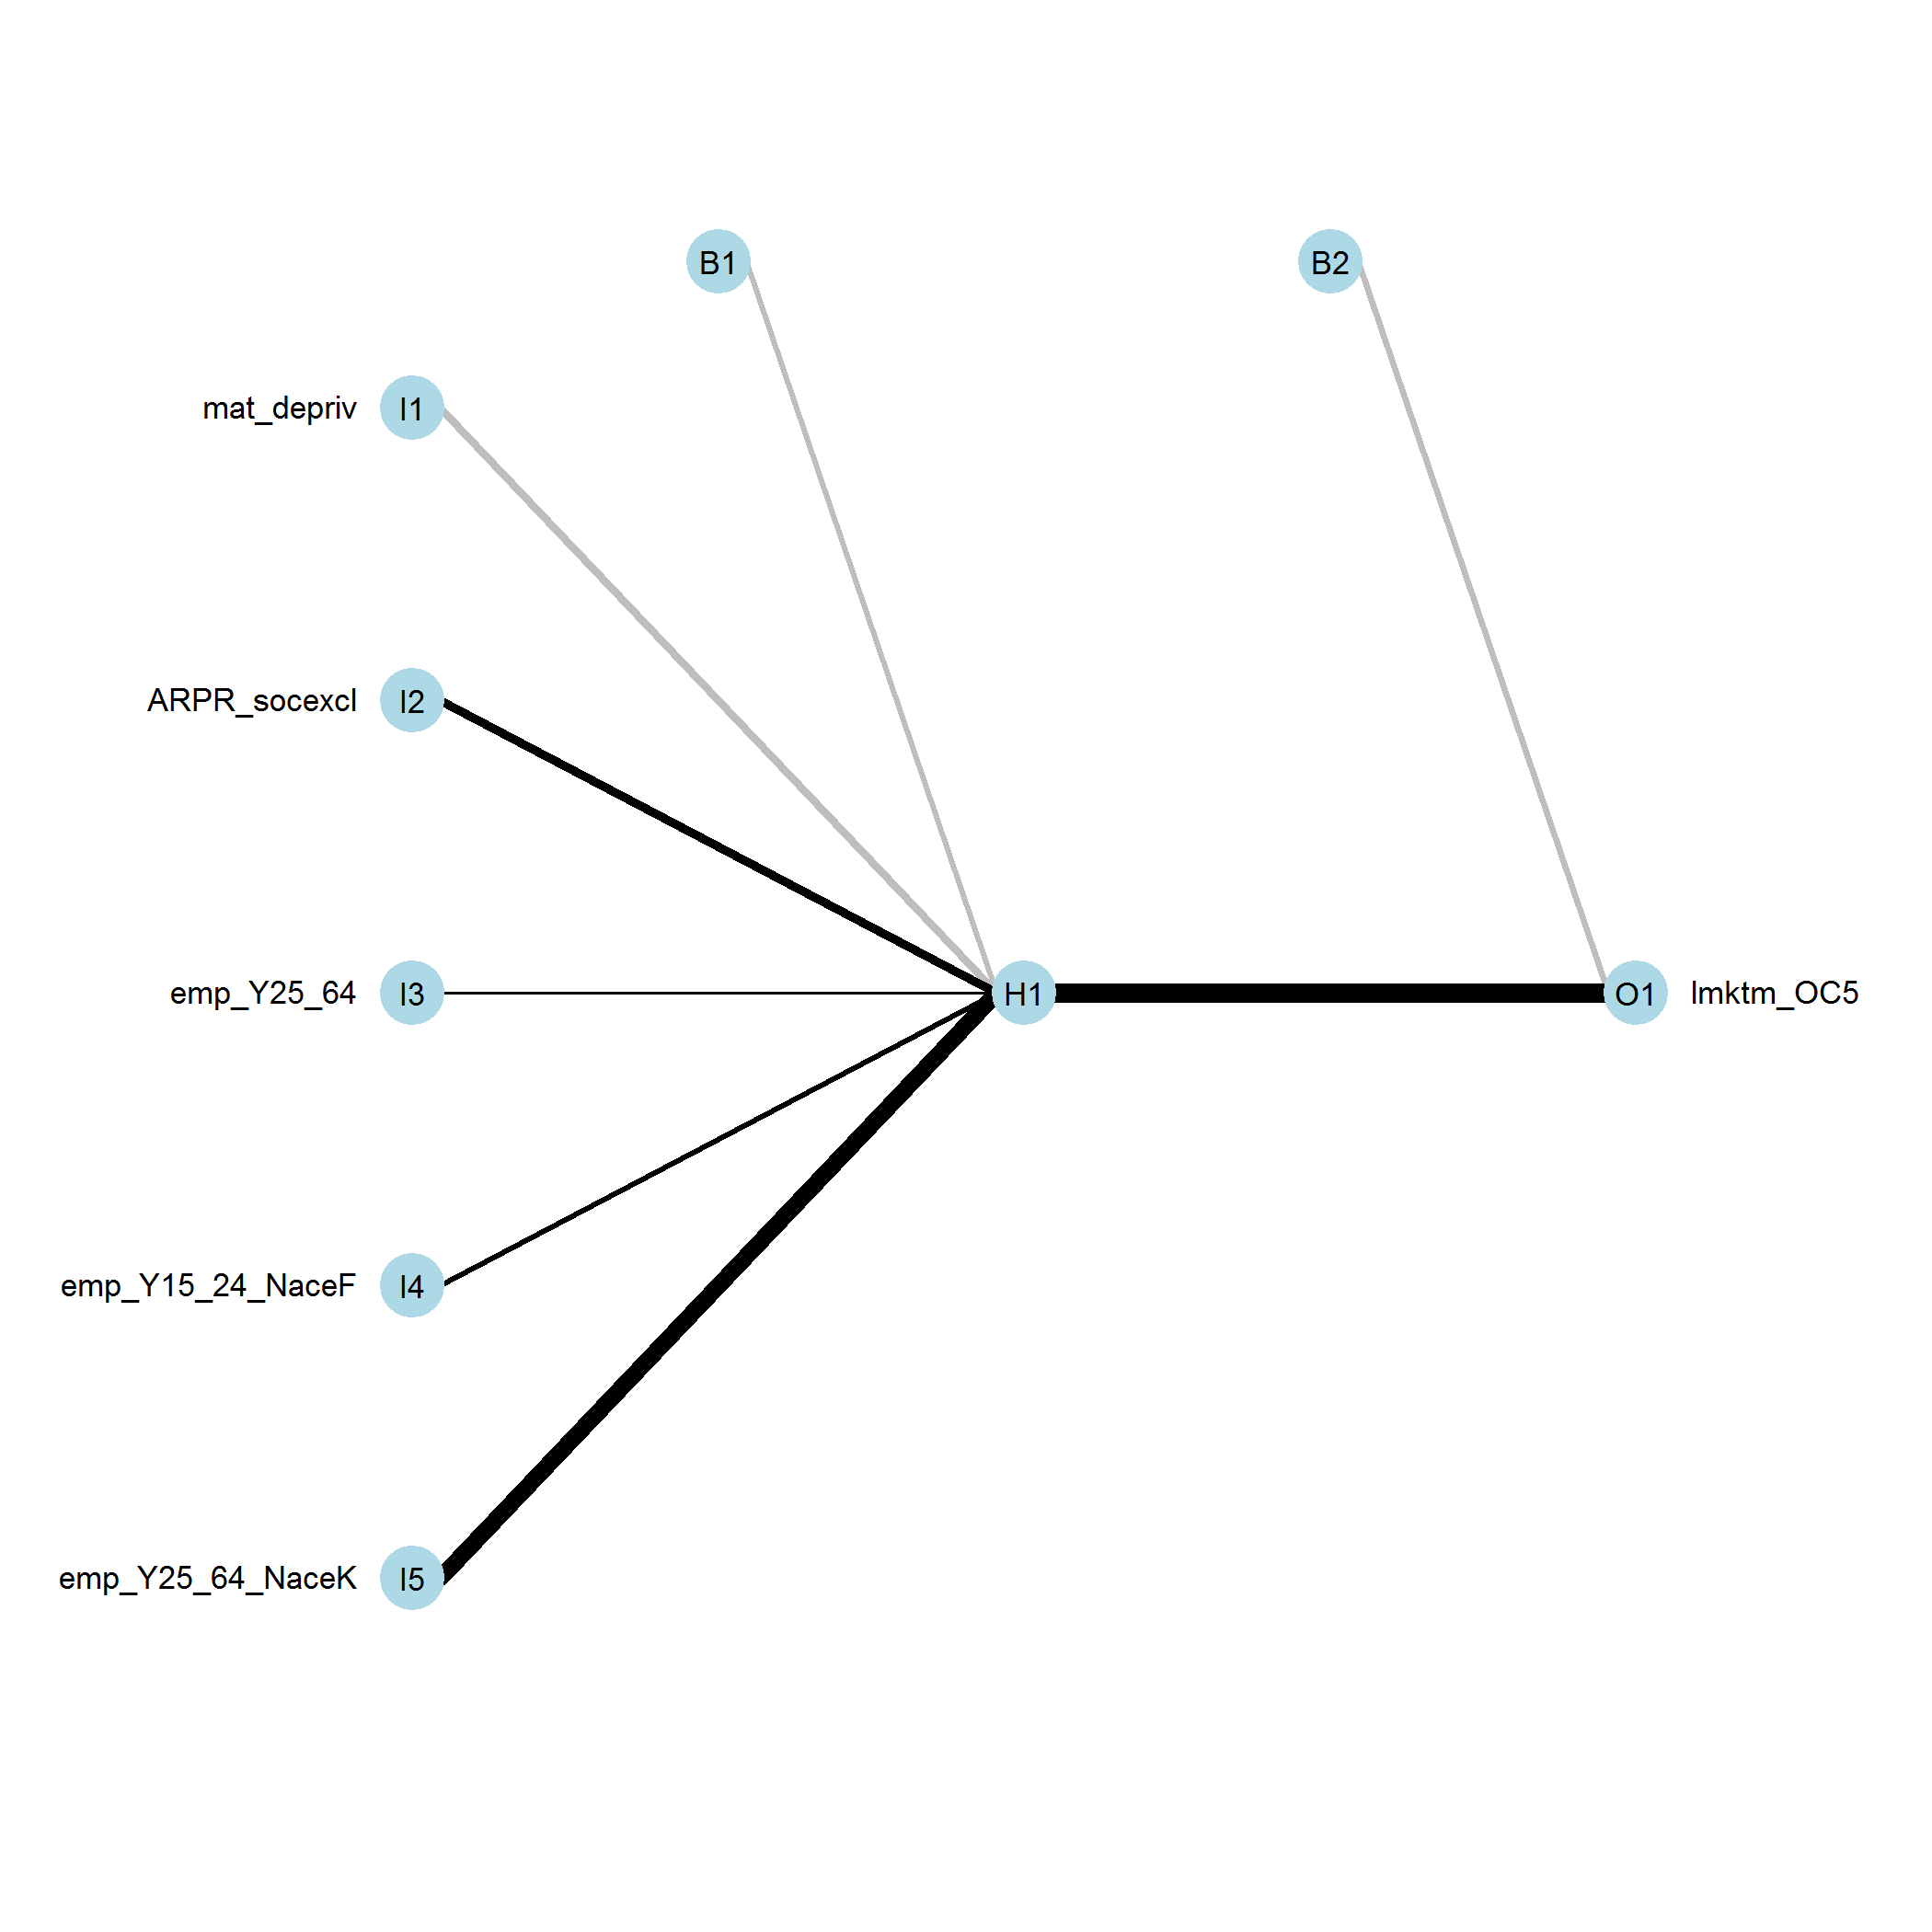 B1
B2
mat_depriv I1
ARPR_socexcl I2
emp_Y25_64 I3
H1
O1 lmktm_OC5
emp_Y15_24_NaceF I4
emp_Y25_64_NaceK I5